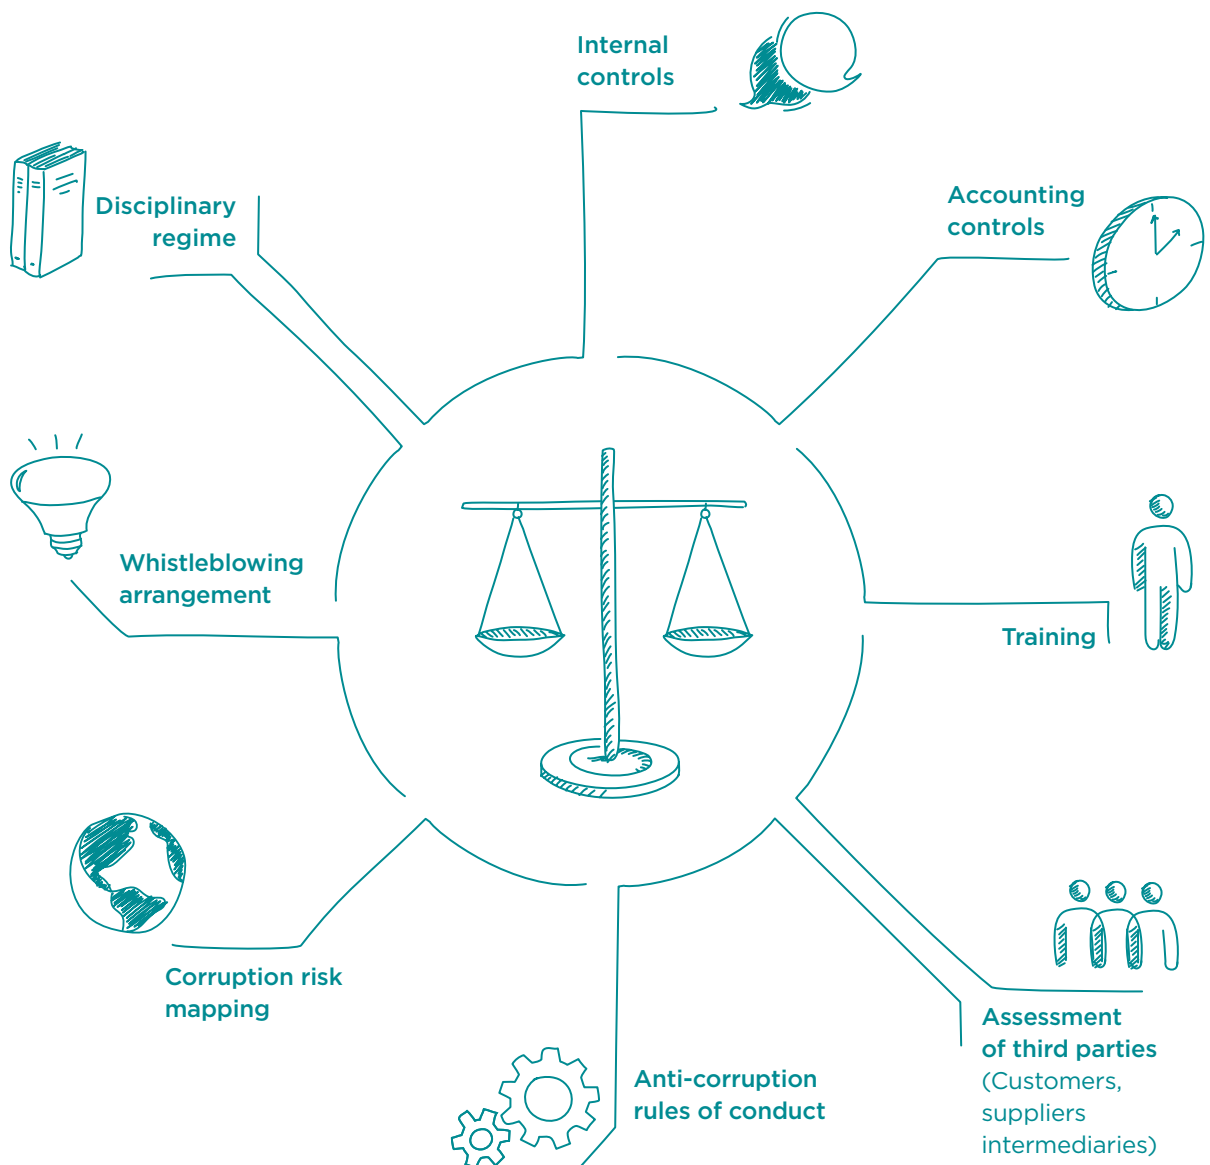 Internal
controls
Disciplinary
regime
Accounting
controls
Whistleblowing
arrangement
Training
Corruption risk
mapping
Assessment
of third parties
(Customers,
suppliers
intermediaries)
Anti-corruption
rules of conduct